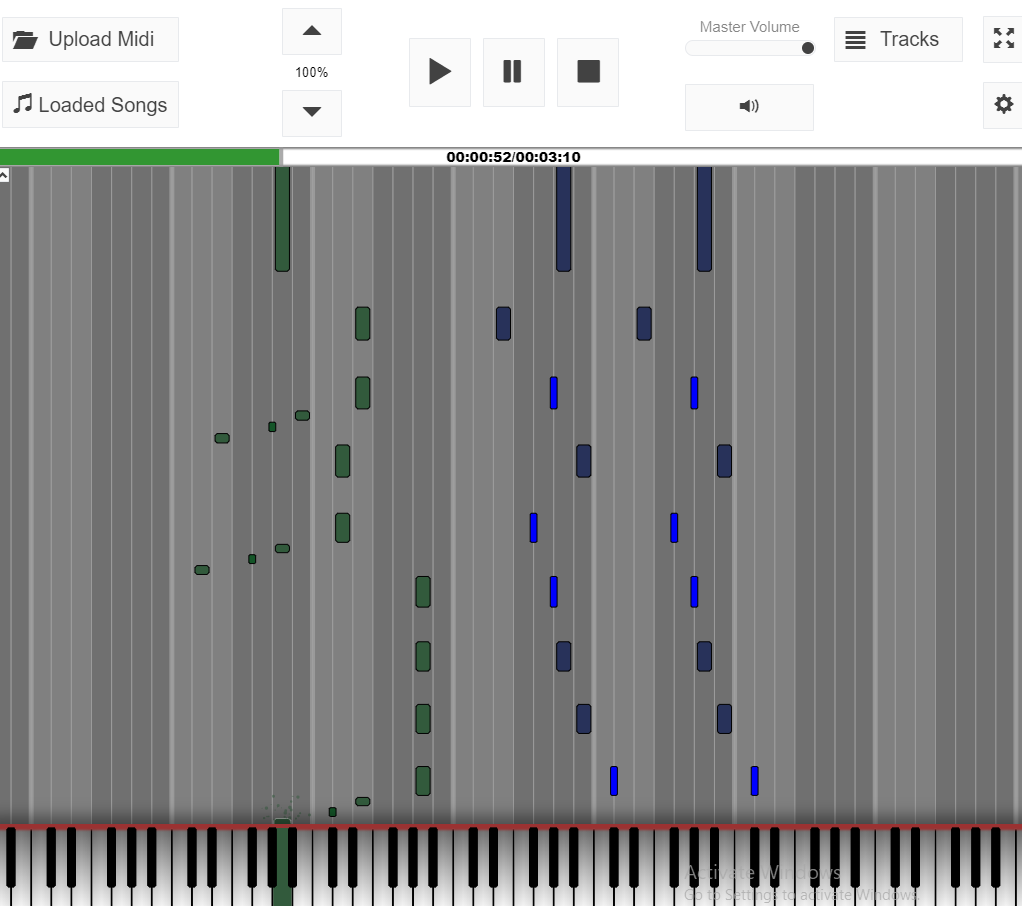 Upload Midi
Loaded Songs
100%
Master Volume
Tracks
00:00:52/00:03:10
Activate Windows
Go to Settings to activate Windows.